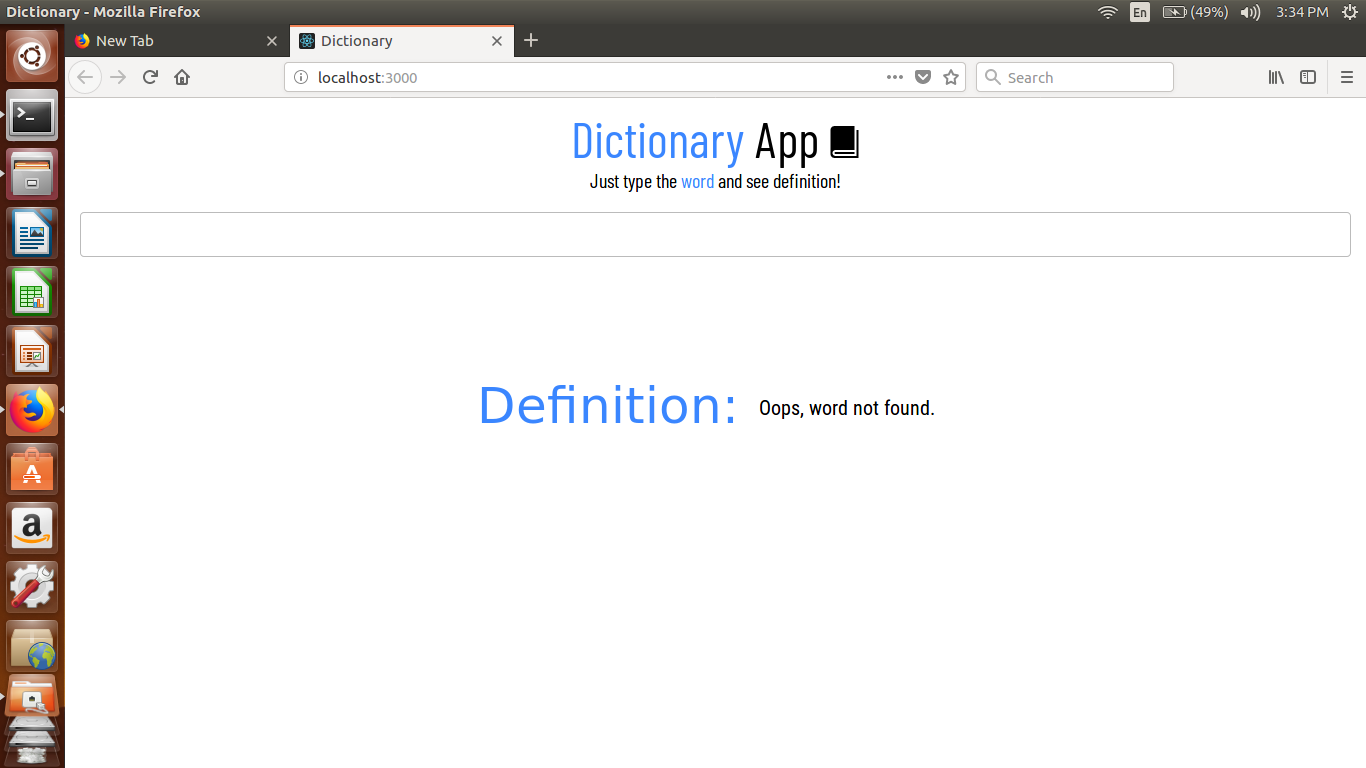 Dictionary - Mozilla Firefox
En
(49%)
3:34 PM
New Tab
Dictionary
localhost:3000
Search
Dictionary App
Just type the word and see definition!
Definition: Oops, word not found.